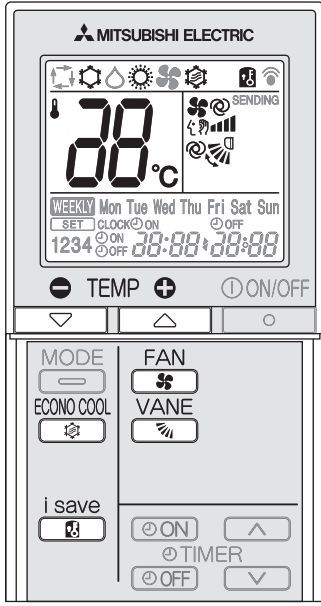 MITSUBISHI ELECTRIC
SENDING
88°C
WEEKLY Mon Tue Wed Thu Fri Sat Sun
SET CLOCK ON OFF
1234 ON OFF 88:88 88:88
TEMP ON/OFF
MODE FAN
ECONO COOL VANE
i save
ON
TIMER
OFF